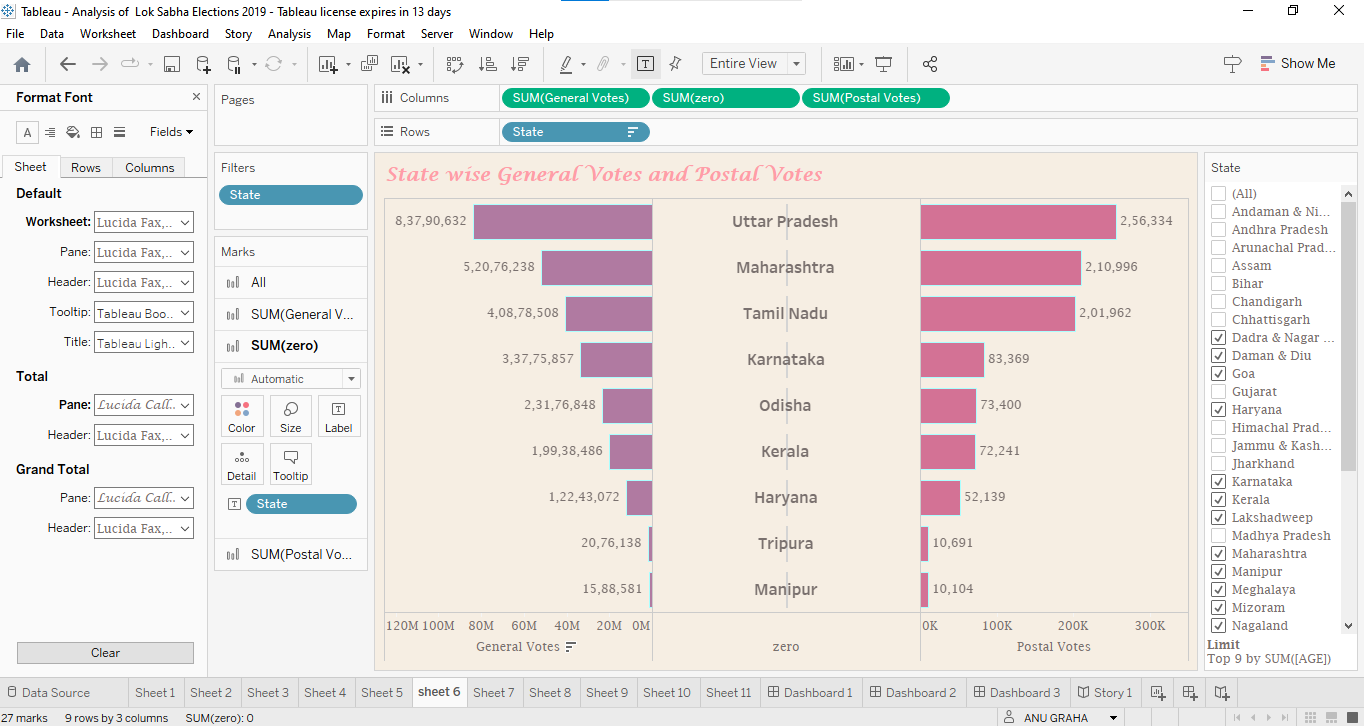 Tableau - Analysis of  Lok Sabha Elections 2019 - Tableau license expires in 13 days
File Data Worksheet Dashboard Story Analysis Map Format Server Window Help
Entire View
Show Me
Format Font
Fields
Sheet Rows Columns
Default
Worksheet: Lucida Fax,..
Pane: Lucida Fax,..
Header: Lucida Fax,..
Tooltip: Tableau Boo..
Title: Tableau Ligh..
Total
Pane: Lucida Call..
Header: Lucida Fax,..
Grand Total
Pane: Lucida Call..
Header: Lucida Fax,..
Clear
Pages
Filters
State
Marks
All
SUM(General V...
SUM(zero)
Automatic
Color Size Label
Detail Tooltip
State
SUM(Postal Vo...
Columns SUM(General Votes) SUM(zero) SUM(Postal Votes)
Rows State
State wise General Votes and Postal Votes
8,37,90,632 Uttar Pradesh 2,56,334
5,20,76,238 Maharashtra 2,10,996
4,08,78,508 Tamil Nadu 2,01,962
3,37,75,857 Karnataka 83,369
2,31,76,848 Odisha 73,400
1,99,38,486 Kerala 72,241
1,22,43,072 Haryana 52,139
20,76,138 Tripura 10,691
15,88,581 Manipur 10,104
120M 100M 80M 60M 40M 20M 0M 0K 100K 200K 300K
General Votes zero Postal Votes
State
(All)
Andaman & Ni...
Andhra Pradesh
Arunachal Prad...
Assam
Bihar
Chandigarh
Chhattisgarh
Dadra & Nagar ...
Daman & Diu
Goa
Gujarat
Haryana
Himachal Prad...
Jammu & Kash...
Jharkhand
Karnataka
Kerala
Lakshadweep
Madhya Pradesh
Maharashtra
Manipur
Meghalaya
Mizoram
Nagaland
Limit
Top 9 by SUM([AGE])
Data Source Sheet 1 Sheet 2 Sheet 3 Sheet 4 Sheet 5 sheet 6 Sheet 7 Sheet 8 Sheet 9 Sheet 10 Sheet 11 Dashboard 1 Dashboard 2 Dashboard 3 Story 1
27 marks 9 rows by 3 columns SUM(zero): 0 ANU GRAHA